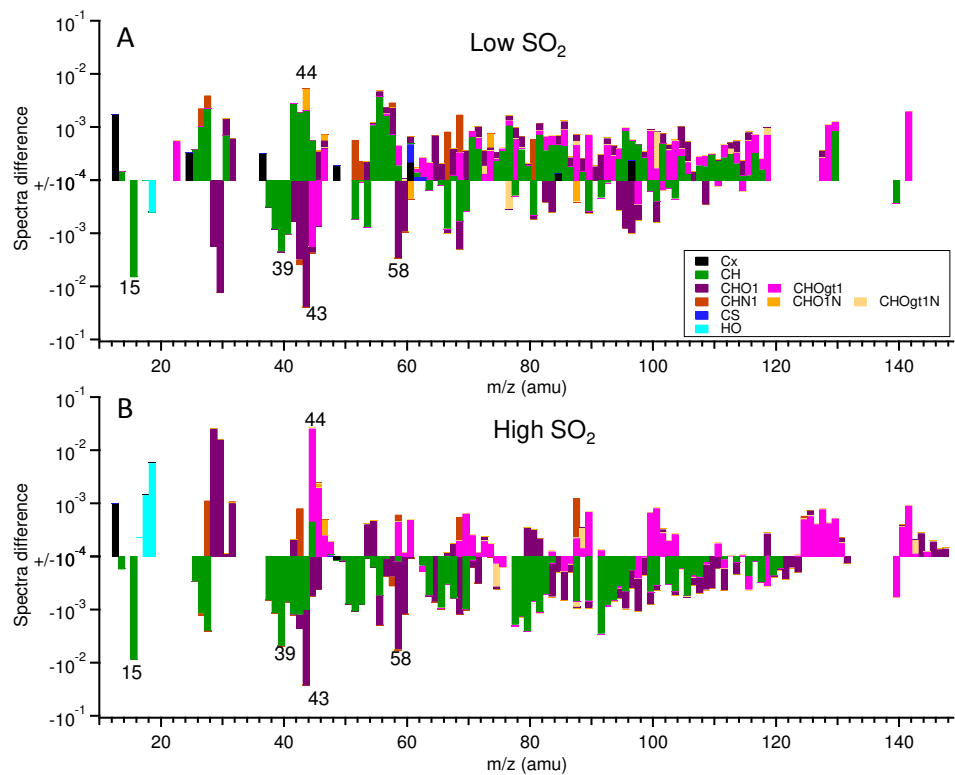 A
Low SO2
Spectra difference
10-1
10-2
10-3
+/-10-4
-10-3
-10-2
-10-1
44
15
39
43
58
Cx
CH
CHO1 CHOgt1
CHN1 CHO1N CHOgt1N
CS
HO
20 40 60 80 100 120 140
m/z (amu)
B
High SO2
Spectra difference
10-1
10-2
10-3
+/-10-4
-10-3
-10-2
-10-1
44
15
39
43
58
20 40 60 80 100 120 140
m/z (amu)